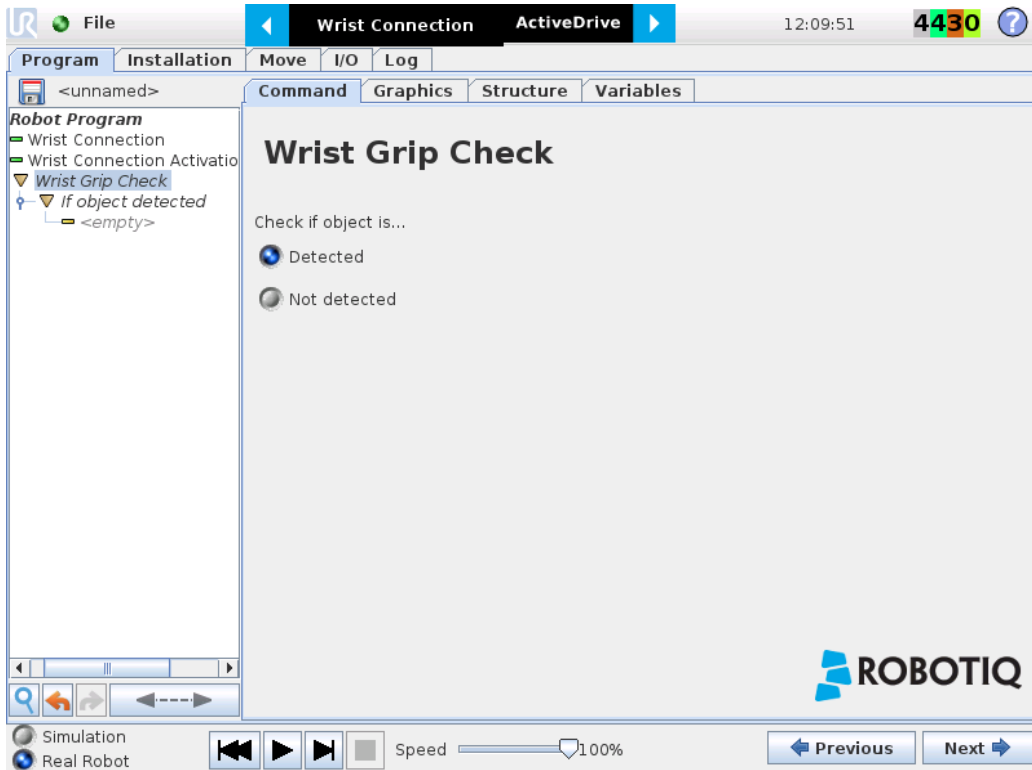 File
Wrist Connection
ActiveDrive
12:09:51
4430
?
Program
Installation
Move
I/O
Log
<unnamed>
Command
Graphics
Structure
Variables
Robot Program
Wrist Connection
Wrist Connection Activatio
Wrist Grip Check
If object detected
<empty>
Wrist Grip Check
Check if object is...
Detected
Not detected
ROBOTIQ
Simulation
Real Robot
Speed
100%
Previous
Next